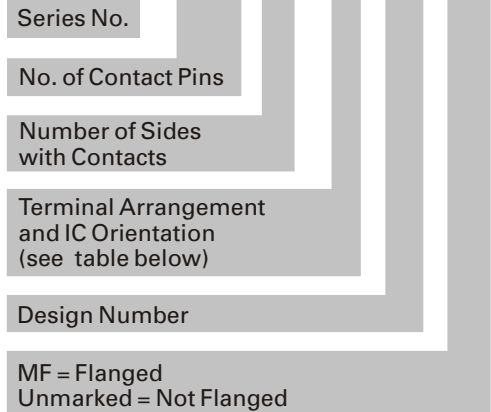 Series No.
No. of Contact Pins
Number of Sides
with Contacts
Terminal Arrangement
and IC Orientation
(see table below)
Design Number
MF = Flanged
Unmarked = Not Flanged